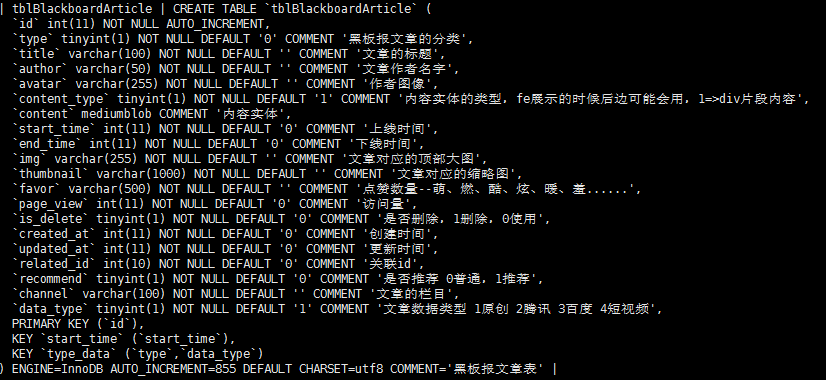 | tblBlackboardArticle | CREATE TABLE `tblBlackboardArticle` (
`id` int(11) NOT NULL AUTO_INCREMENT,
`type` tinyint(1) NOT NULL DEFAULT '0' COMMENT '黑板报文章的分类',
`title` varchar(100) NOT NULL DEFAULT '' COMMENT '文章的标题',
`author` varchar(50) NOT NULL DEFAULT '' COMMENT '文章作者名字',
`avatar` varchar(255) NOT NULL DEFAULT '' COMMENT '作者图像',
`content_type` tinyint(1) NOT NULL DEFAULT '1' COMMENT '内容实体的类型，fe展示的时候后边可能会用，1=>div片段内容',
`content` mediumblob COMMENT '内容实体',
`start_time` int(11) NOT NULL DEFAULT '0' COMMENT '上线时间',
`end_time` int(11) NOT NULL DEFAULT '0' COMMENT '下线时间',
`img` varchar(255) NOT NULL DEFAULT '' COMMENT '文章对应的顶部大图',
`thumbnail` varchar(1000) NOT NULL DEFAULT '' COMMENT '文章对应的缩略图',
`favor` varchar(500) NOT NULL DEFAULT '' COMMENT '点赞数量--萌、燃、酷、炫、暖、羞......',
`page_view` int(11) NOT NULL DEFAULT '0' COMMENT '访问量',
`is_delete` tinyint(1) NOT NULL DEFAULT '0' COMMENT '是否删除，1删除，0使用',
`created_at` int(11) NOT NULL DEFAULT '0' COMMENT '创建时间',
`updated_at` int(11) NOT NULL DEFAULT '0' COMMENT '更新时间',
`related_id` int(10) NOT NULL DEFAULT '0' COMMENT '关联id',
`recommend` tinyint(1) NOT NULL DEFAULT '0' COMMENT '是否推荐 0普通，1推荐',
`channel` varchar(100) NOT NULL DEFAULT '' COMMENT '文章的栏目',
`data_type` tinyint(1) NOT NULL DEFAULT '1' COMMENT '文章数据类型 1原创 2腾讯 3百度 4短视频',
PRIMARY KEY (`id`),
KEY `start_time` (`start_time`),
KEY `type_data` (`type`,`data_type`)
) ENGINE=InnoDB AUTO_INCREMENT=855 DEFAULT CHARSET=utf8 COMMENT='黑板报文章表' |